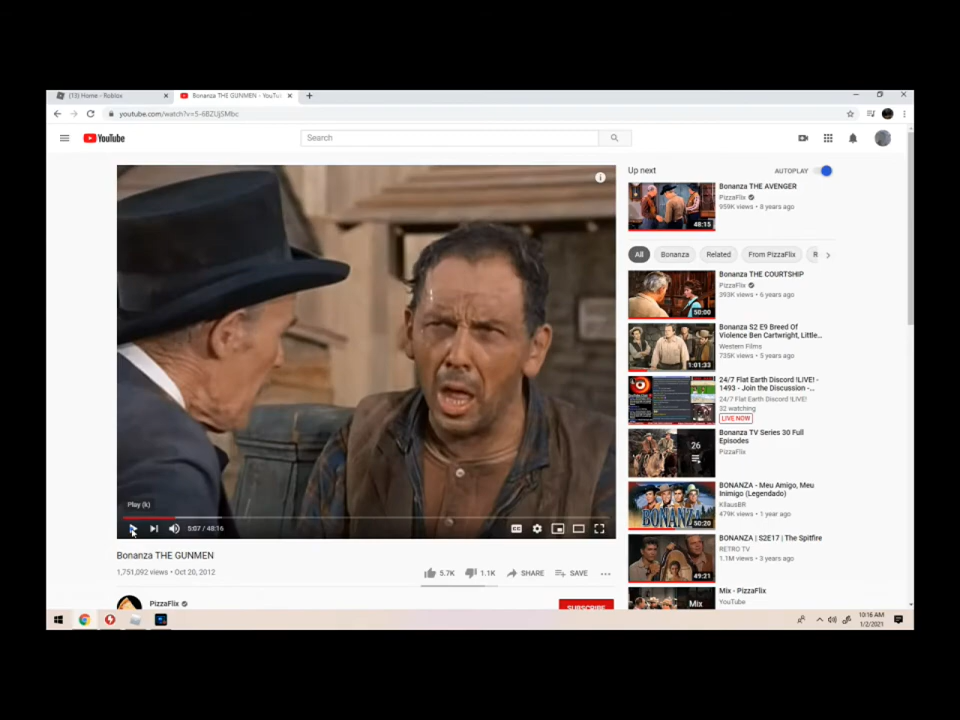 (13) Home - Roblox
Bonanza THE GUNMEN - YouTu
youtube.com/watch?v=5-6BZUjSMbc
YouTube
Search
Up next
AUTOPLAY
Bonanza THE AVENGER
PizzaFlix
959K views • 8 years ago
48:15
All
Bonanza
Related
From PizzaFlix
R
Bonanza THE COURTSHIP
PizzaFlix
393K views • 6 years ago
50:00
Bonanza S2 E9 Breed Of
Violence Ben Cartwright, Little...
Western Films
735K views • 5 years ago
1:01:33
24/7 Flat Earth Discord !LIVE! -
1493 - Join the Discussion -...
24/7 Flat Earth Discord !LIVE!
32 watching
LIVE NOW
Bonanza TV Series 30 Full
Episodes
PizzaFlix
26
BONANZA - Meu Amigo, Meu
Inimigo (Legendado)
KllausBR
479K views • 1 year ago
BONANZA
50:20
BONANZA | S2E17 | The Spitfire
RETRO TV
1.1M views • 3 years ago
49:21
Mix - PizzaFlix
YouTube
Mix
Play (k)
5:07 / 48:16
Bonanza THE GUNMEN
1,751,092 views • Oct 20, 2012
5.7K
1.1K
SHARE
SAVE
PizzaFlix
SUBSCRIBE
10:16 AM
1/2/2021